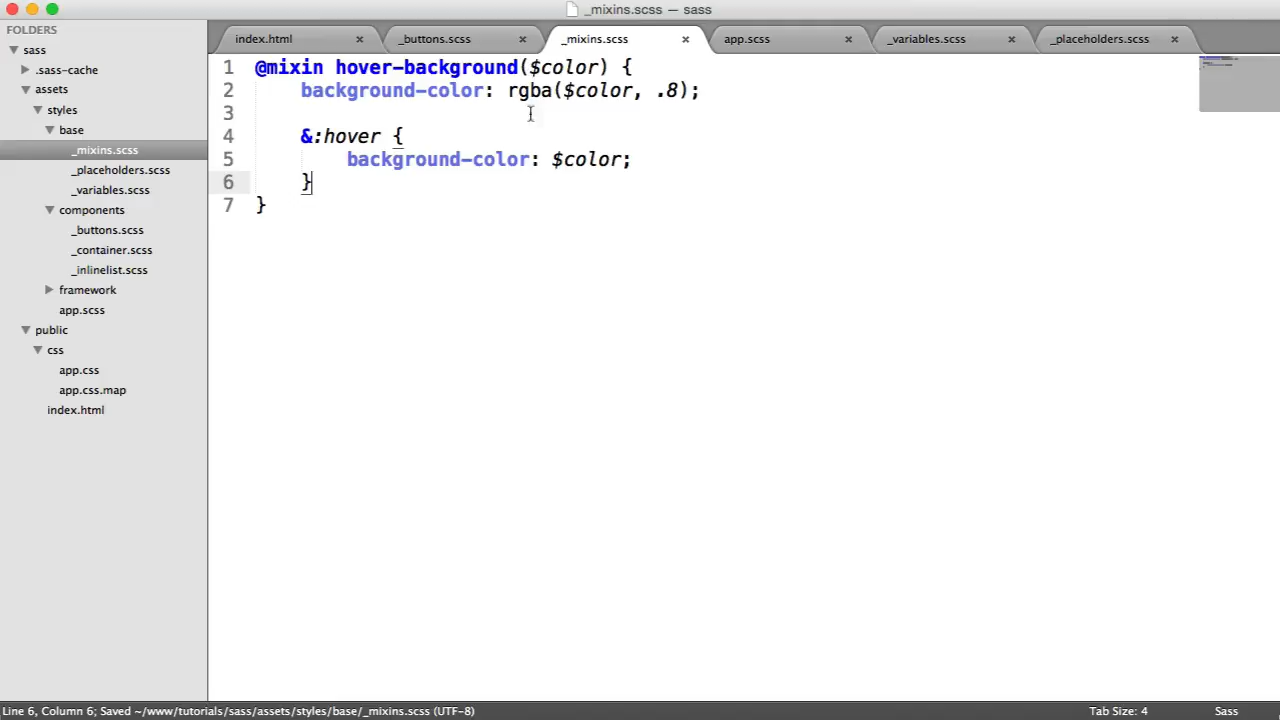 _mixins.scss — sass
FOLDERS
sass
.sass-cache
assets
styles
base
_mixins.scss
_placeholders.scss
_variables.scss
components
_buttons.scss
_container.scss
_inlinelist.scss
framework
app.scss
public
css
app.css
app.css.map
index.html
index.html × _buttons.scss × _mixins.scss × app.scss × _variables.scss × _placeholders.scss ×
1 @mixin hover-background($color) {
2 background-color: rgba($color, .8);
3
4 &:hover {
5 background-color: $color;
6 }
7 }
Line 6, Column 6; Saved ~/www/tutorials/sass/assets/styles/base/_mixins.scss (UTF-8) Tab Size: 4 Sass